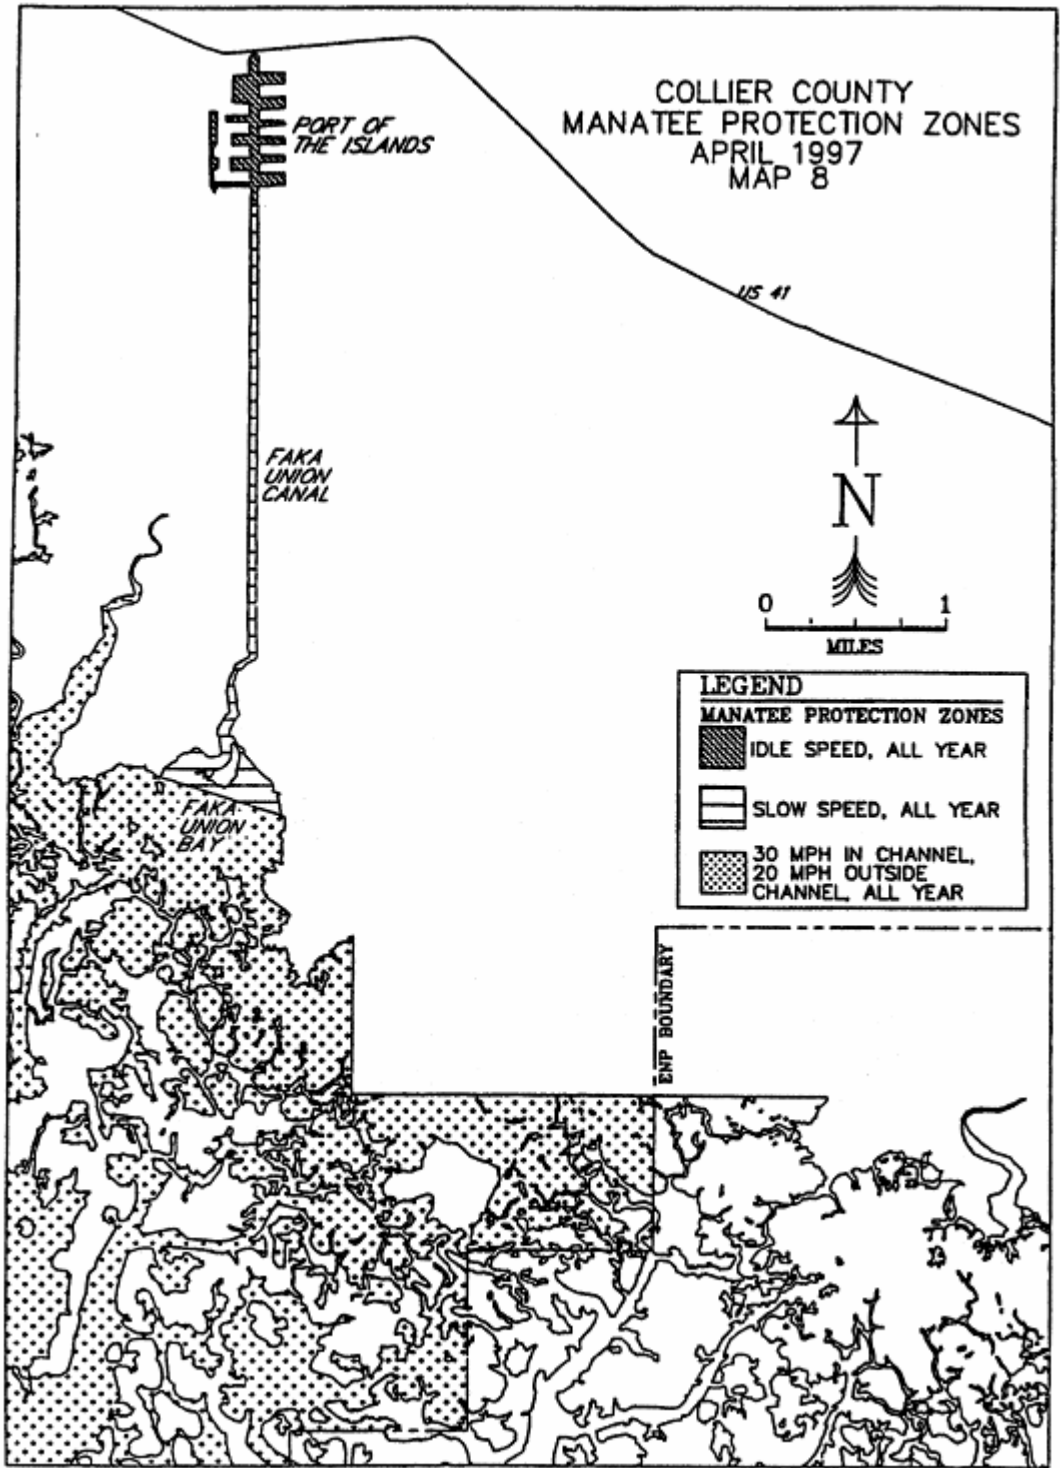 COLLIER COUNTY
MANATEE PROTECTION ZONES
APRIL 1997
MAP 8
PORT OF
THE ISLANDS
US 41
FAKA
UNION
CANAL
N
0 1
MILES
LEGEND
MANATEE PROTECTION ZONES
IDLE SPEED, ALL YEAR
SLOW SPEED, ALL YEAR
30 MPH IN CHANNEL,
20 MPH OUTSIDE
CHANNEL, ALL YEAR
FAKA
UNION
BAY
ENP BOUNDARY